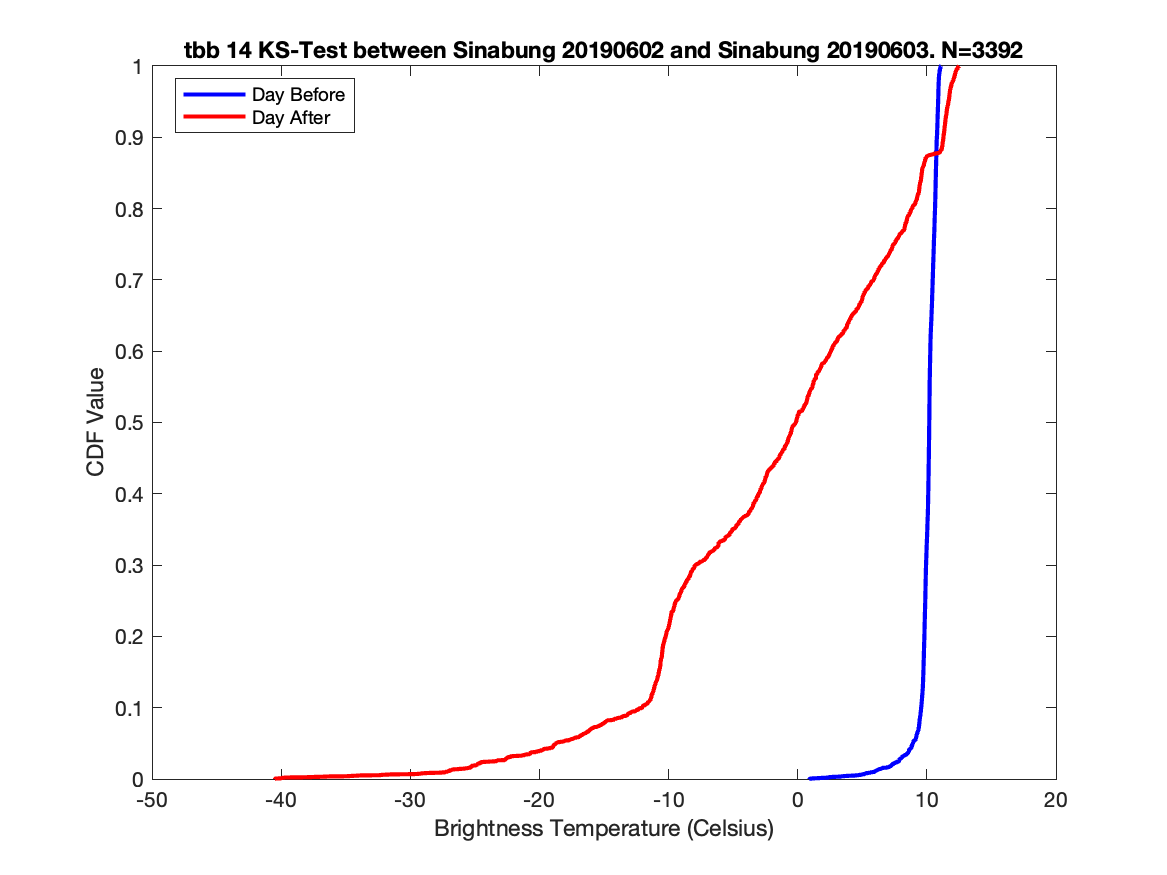 tbb 14 KS-Test between Sinabung 20190602 and Sinabung 20190603. N=3392
Day Before
Day After
1
0.9
0.8
0.7
0.6
0.5
0.4
0.3
0.2
0.1
0
CDF Value
-50 -40 -30 -20 -10 0 10 20
Brightness Temperature (Celsius)